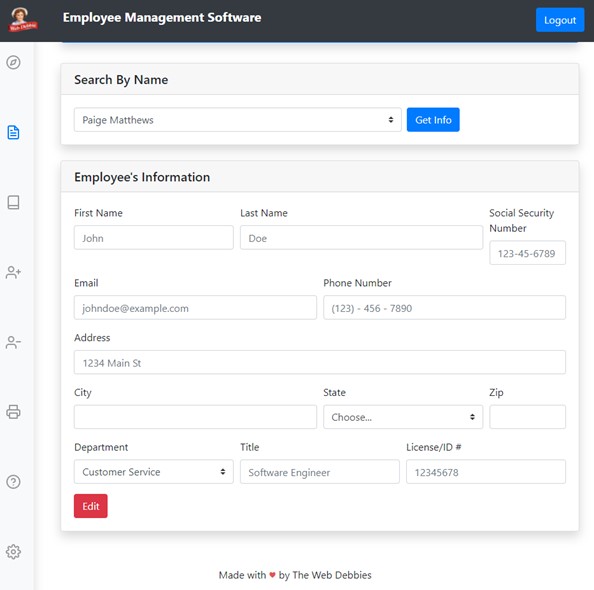 Employee Management Software
Logout
Search By Name
Paige Matthews
Get Info
Employee's Information
First Name
Last Name
Social Security
Number
John
Doe
123-45-6789
Email
Phone Number
johndoe@example.com
(123) - 456 - 7890
Address
1234 Main St
City
State
Zip
Choose...
Department
Title
License/ID #
Customer Service
Software Engineer
12345678
Edit
Made with ♥ by The Web Debbies